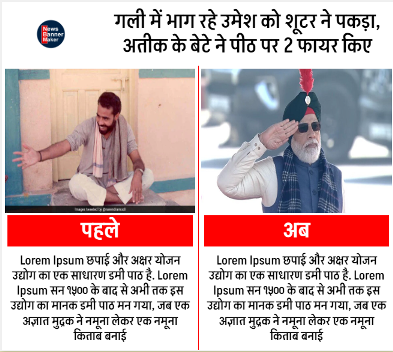 News
Banner
Maker
गली में भाग रहे उमेश को शूटर ने पकड़ा,
अतीक के बेटे ने पीठ पर 2 फायर किए
पहले
अब
Lorem Ipsum छपाई और अक्षर योजन
उद्योग का एक साधारण डमी पाठ है. Lorem
Ipsum सन १५०० के बाद से अभी तक इस
उद्योग का मानक डमी पाठ मन गया, जब एक
अज्ञात मुद्रक ने नमूना लेकर एक नमूना
किताब बनाई
Lorem Ipsum छपाई और अक्षर योजन
उद्योग का एक साधारण डमी पाठ है. Lorem
Ipsum सन १५०० के बाद से अभी तक इस
उद्योग का मानक डमी पाठ मन गया, जब एक
अज्ञात मुद्रक ने नमूना लेकर एक नमूना
किताब बनाई